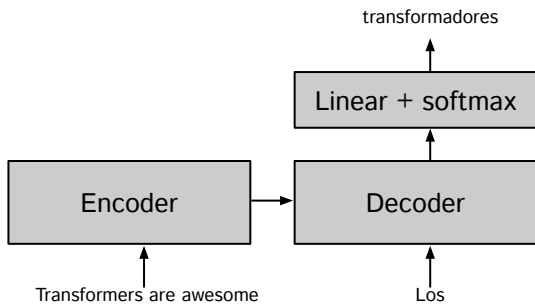 transformadores
Linear + softmax
Encoder
Decoder
Transformers are awesome
Los